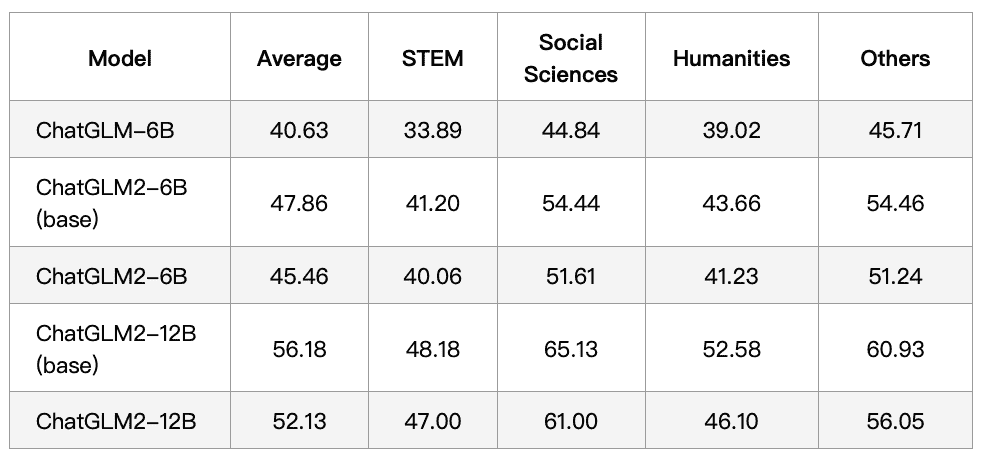 Model Average STEM Social Sciences Humanities Others
ChatGLM–6B 40.63 33.89 44.84 39.02 45.71
ChatGLM2–6B (base) 47.86 41.20 54.44 43.66 54.46
ChatGLM2–6B 45.46 40.06 51.61 41.23 51.24
ChatGLM2–12B (base) 56.18 48.18 65.13 52.58 60.93
ChatGLM2–12B 52.13 47.00 61.00 46.10 56.05